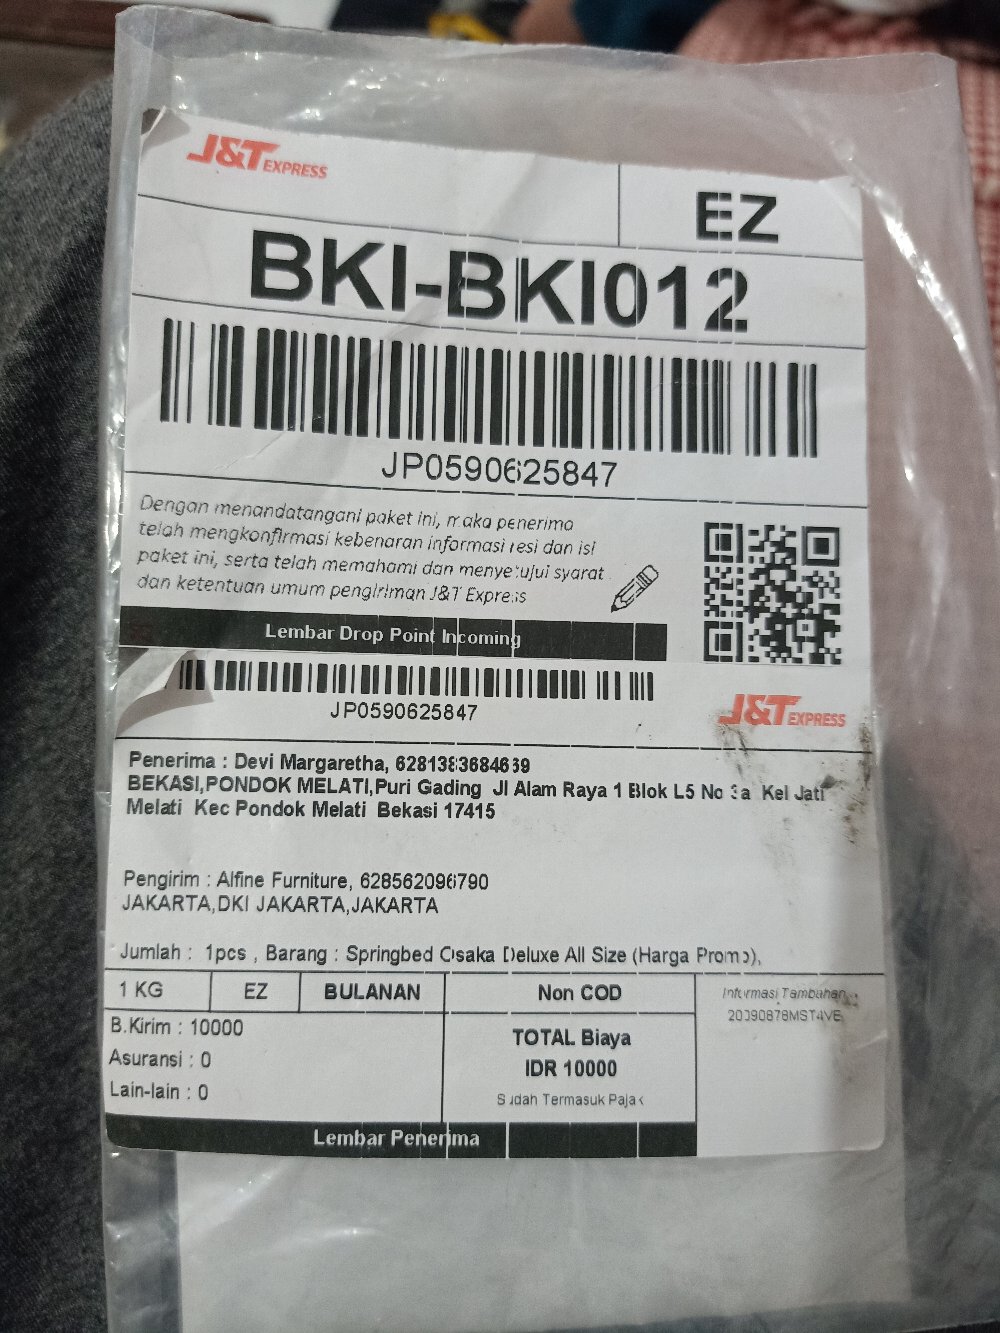 J&T EXPRESS
EZ
BKI-BKI012
JP0590625847
Dengan menandatangani paket ini, maka penerima
telah mengkonfirmasi kebenaran informasi resi dan isi
paket ini, serta telah memahami dan menyetujui syarat
dan ketentuan umum pengiriman J&T Express
Lembar Drop Point Incoming
JP0590625847
J&T EXPRESS
Penerima : Devi Margaretha,
BEKASI,PONDOK MELATI,Puri Gading Jl Alam Raya 1 Blok L5 No Kel Jati
Melati Kec Pondok Melati Bekasi 17415
Pengirim : Alfine Furniture, 628562096790
JAKARTA,DKI JAKARTA,JAKARTA
Jumlah : 1pcs , Barang : Springbed Osaka Deluxe All Size (Harga Promo),
1 KG EZ BULANAN Non COD Informasi Tambahan :
B.Kirim : 10000
Asuransi : 0
Lain-lain : 0
TOTAL Biaya
IDR 10000
Sudah Termasuk Pajak
Lembar Penerima